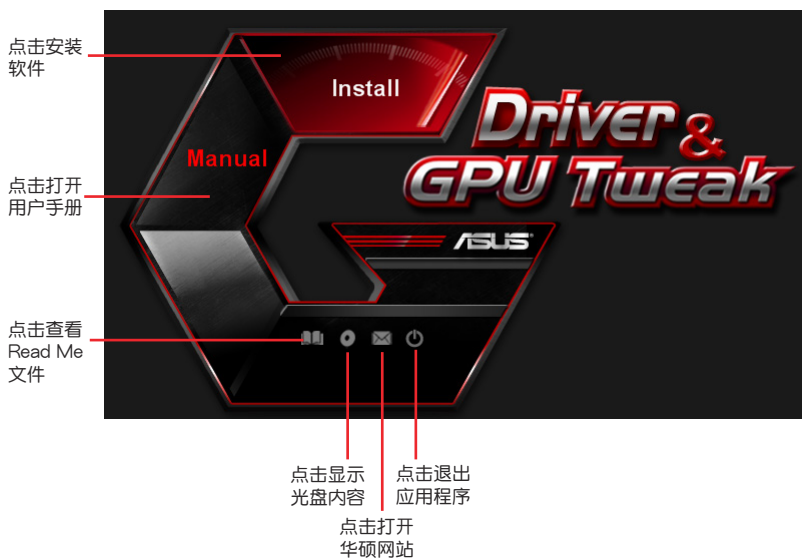 点击安装
软件
Install
Driver &
GPU Tweak
Manual
点击打开
用户手册
ASUS
点击查看
Read Me
文件
点击显示
光盘内容
点击退出
应用程序
点击打开
华硕网站